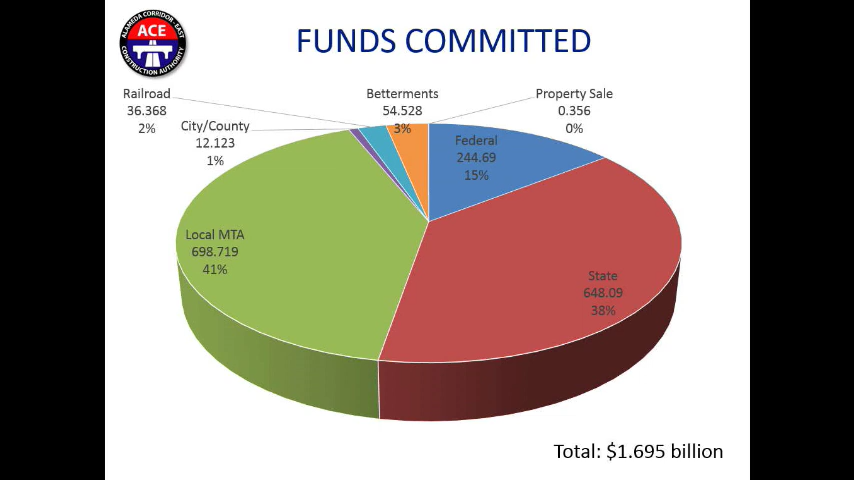 ALAMEDA CORRIDOR - EAST
ACE
CONSTRUCTION AUTHORITY
FUNDS COMMITTED
Railroad
36.368
2%
City/County
12.123
1%
Betterments
54.528
3%
Property Sale
0.356
0%
Federal
244.69
15%
Local MTA
698.719
41%
State
648.09
38%
Total: $1.695 billion